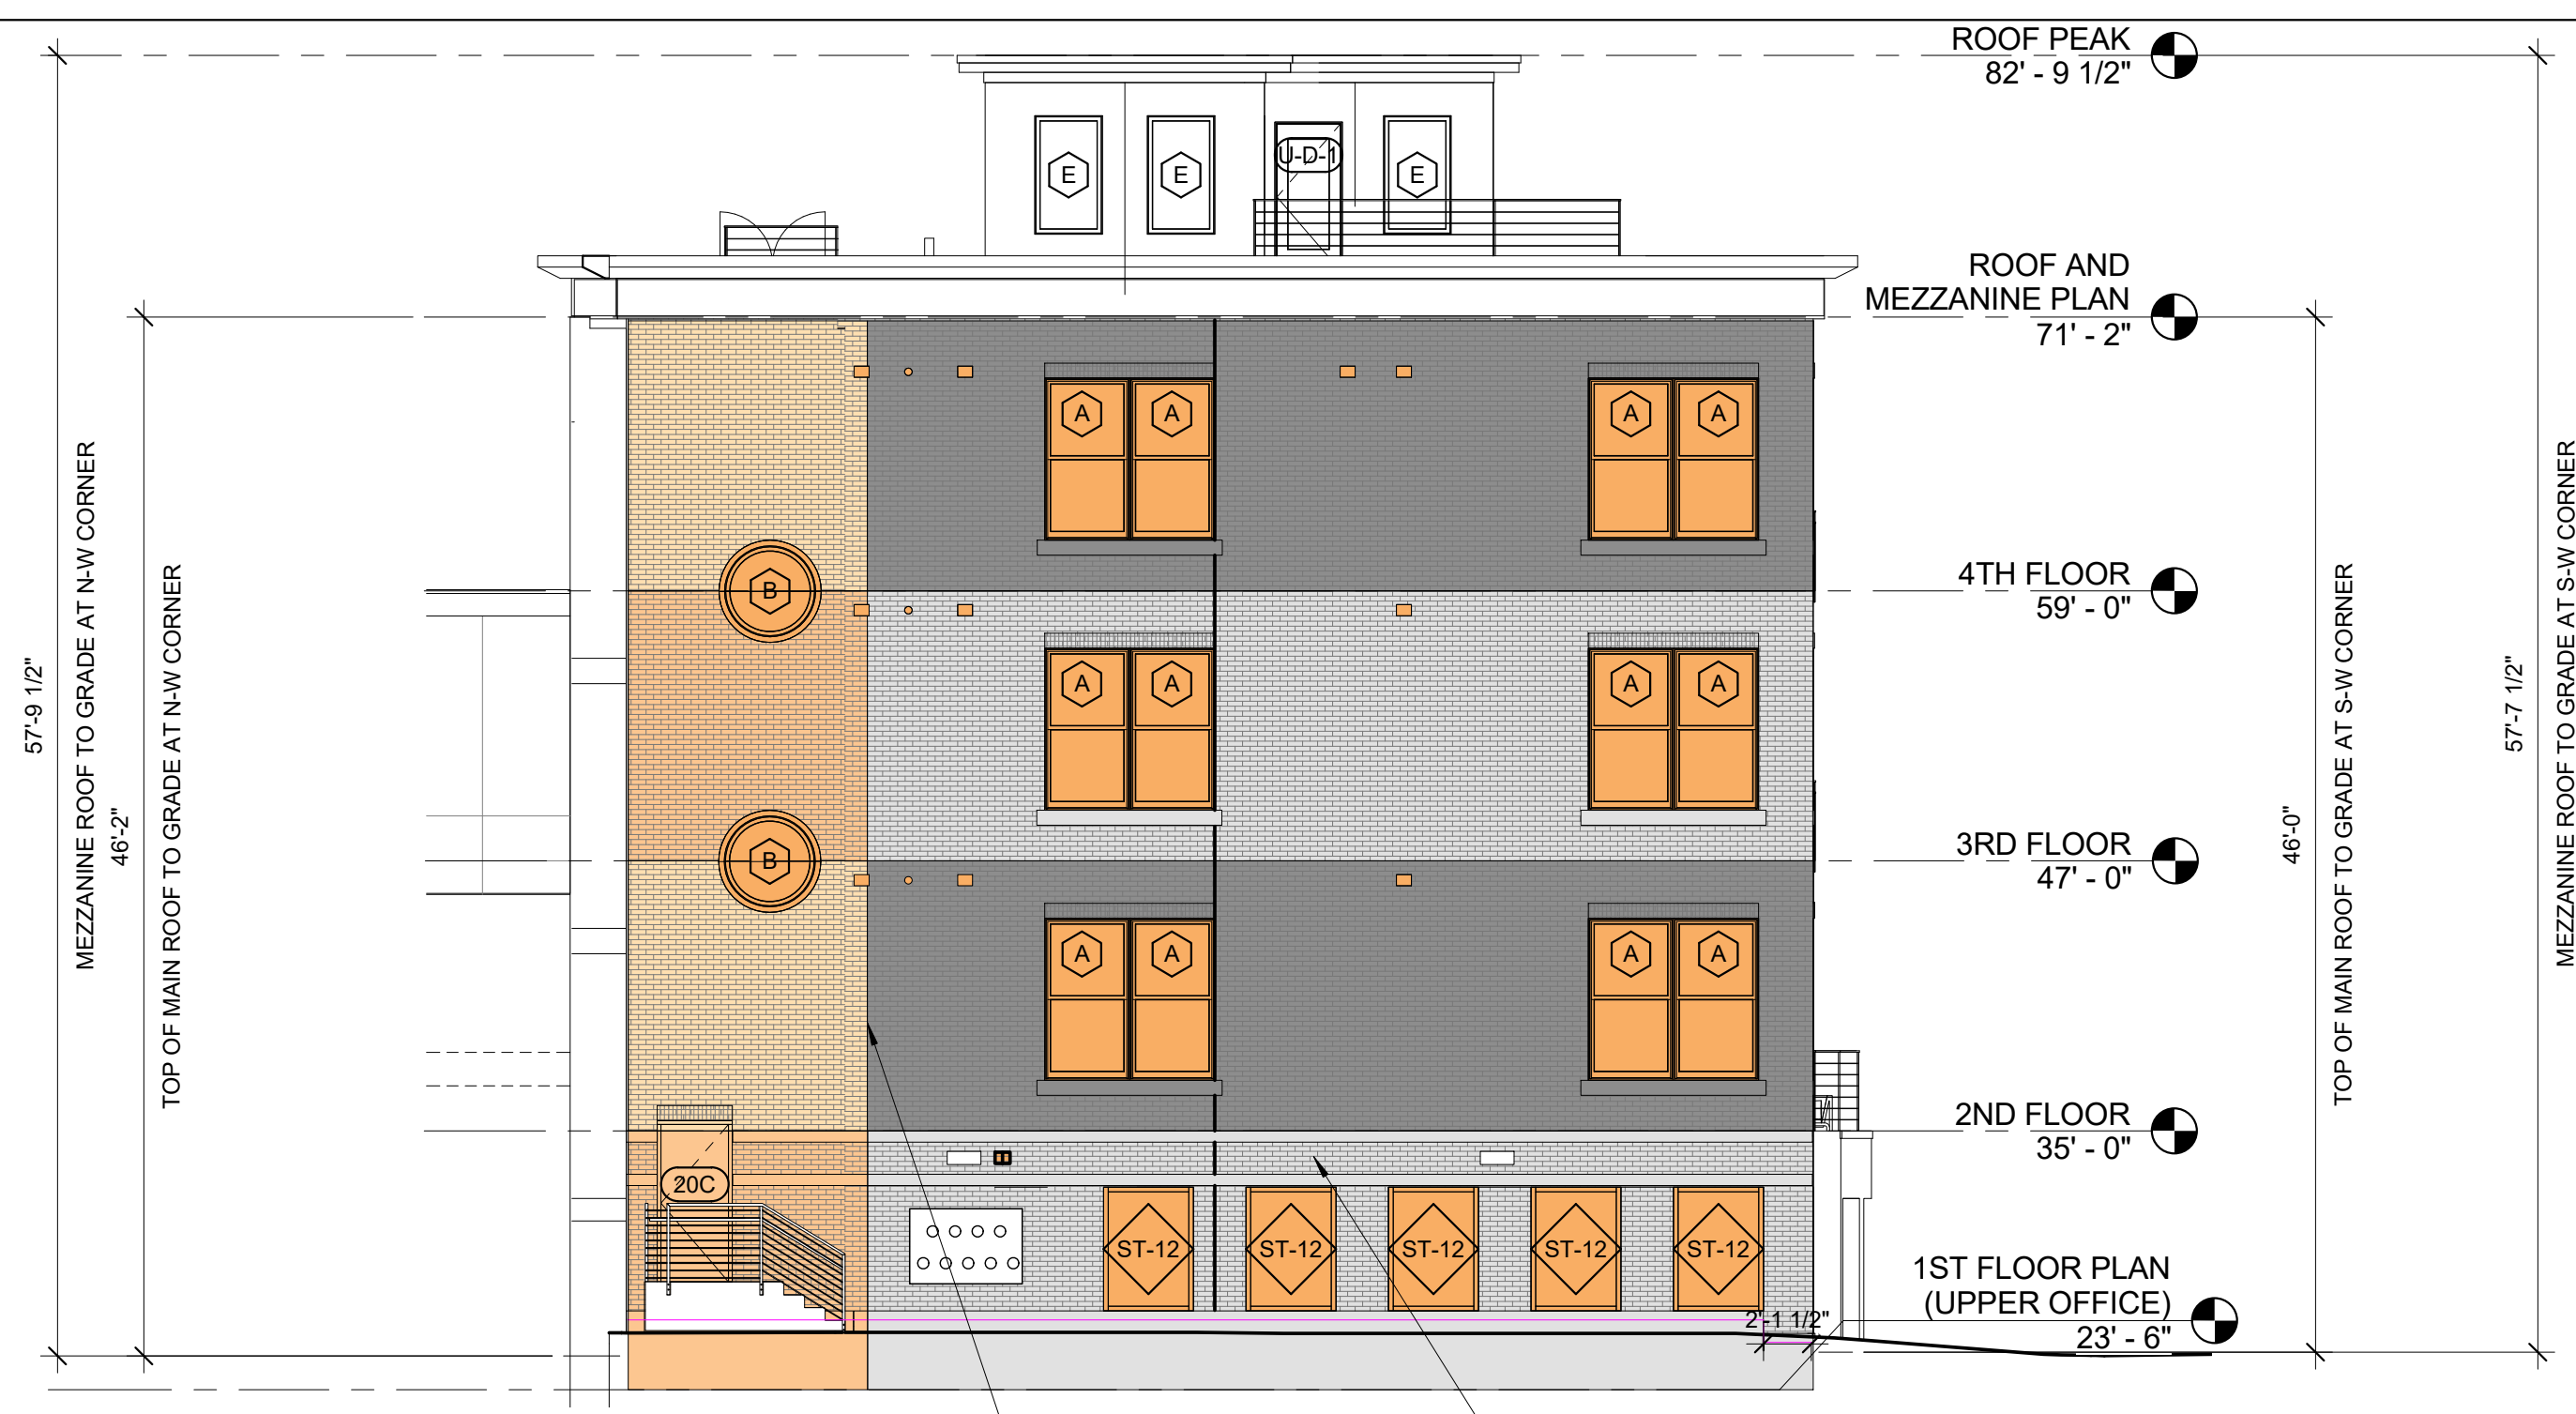 ROOF PEAK
82' - 9 1/2"
E
E
U-D-1
E
ROOF AND
MEZZANINE PLAN
71' - 2"
A
A
A
A
B
4TH FLOOR
59' - 0"
A
A
A
A
B
3RD FLOOR
47' - 0"
A
A
A
A
2ND FLOOR
35' - 0"
20C
ST-12
ST-12
ST-12
ST-12
ST-12
1ST FLOOR PLAN
(UPPER OFFICE)
23' - 6"
2'-1 1/2"
57'-9 1/2"
MEZZANINE ROOF TO GRADE AT N-W CORNER
46'-2"
TOP OF MAIN ROOF TO GRADE AT N-W CORNER
46'-0"
TOP OF MAIN ROOF TO GRADE AT S-W CORNER
57'-7 1/2"
MEZZANINE ROOF TO GRADE AT S-W CORNER